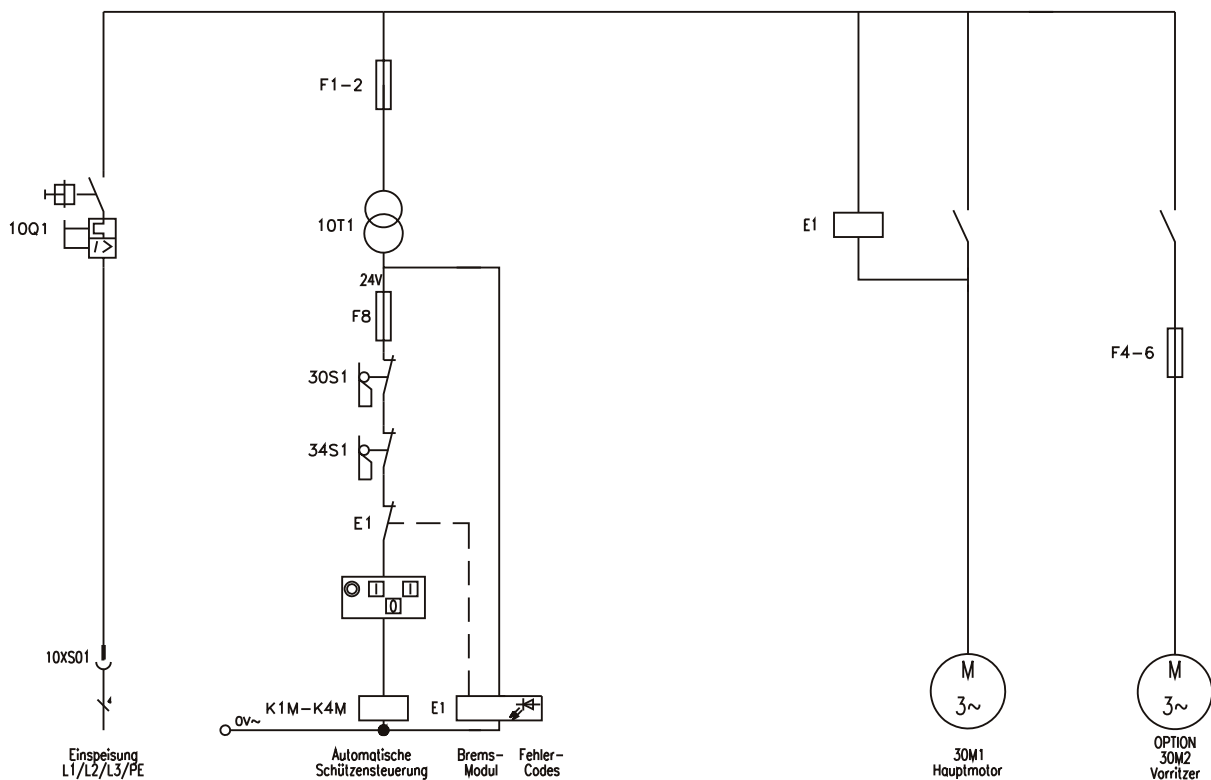 F1-2
10Q1
I>
10T1
24V
F8
30S1
34S1
E1
I I
0
10XS01
4
K1M-K4M
E1
0V~
E1
F4-6
M
3~
M
3~
Einspeisung
L1/L2/L3/PE
Automatische
Schützensteuerung
Brems-
Modul
Fehler-
Codes
30M1
Hauptmotor
OPTION
30M2
Vorritzer